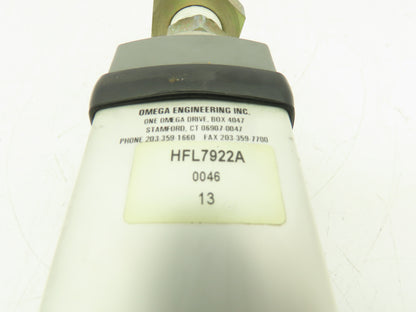 OMEGA ENGINEERING INC.
ONE OMEGA DRIVE, BOX 4047
STAMFORD, CT 06907-0047
PHONE 203 359-1660 FAX 203 359-7700
HFL7922A
0046
13